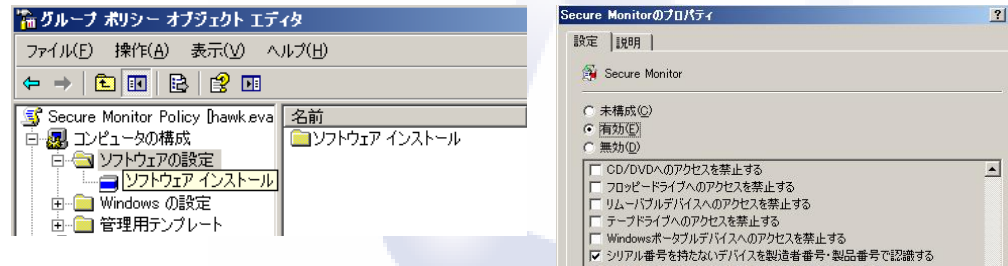 グループ ポリシー オブジェクト エディタ
ファイル(F) 操作(A) 表示(V) ヘルプ(H)
Secure Monitor Policy [hawk.eva
コンピュータの構成
ソフトウェアの設定
ソフトウェア インストール
Windows の設定
管理用テンプレート
名前
ソフトウェア インストール
Secure Monitorのプロパティ
?
設定 説明
Secure Monitor
未構成(C)
有効(E)
無効(D)
CD/DVDへのアクセスを禁止する
フロッピードライブへのアクセスを禁止する
リムーバブルデバイスへのアクセスを禁止する
テープドライブへのアクセスを禁止する
Windowsポータブルデバイスへのアクセスを禁止する
シリアル番号を持たないデバイスを製造者番号・製品番号で認識する